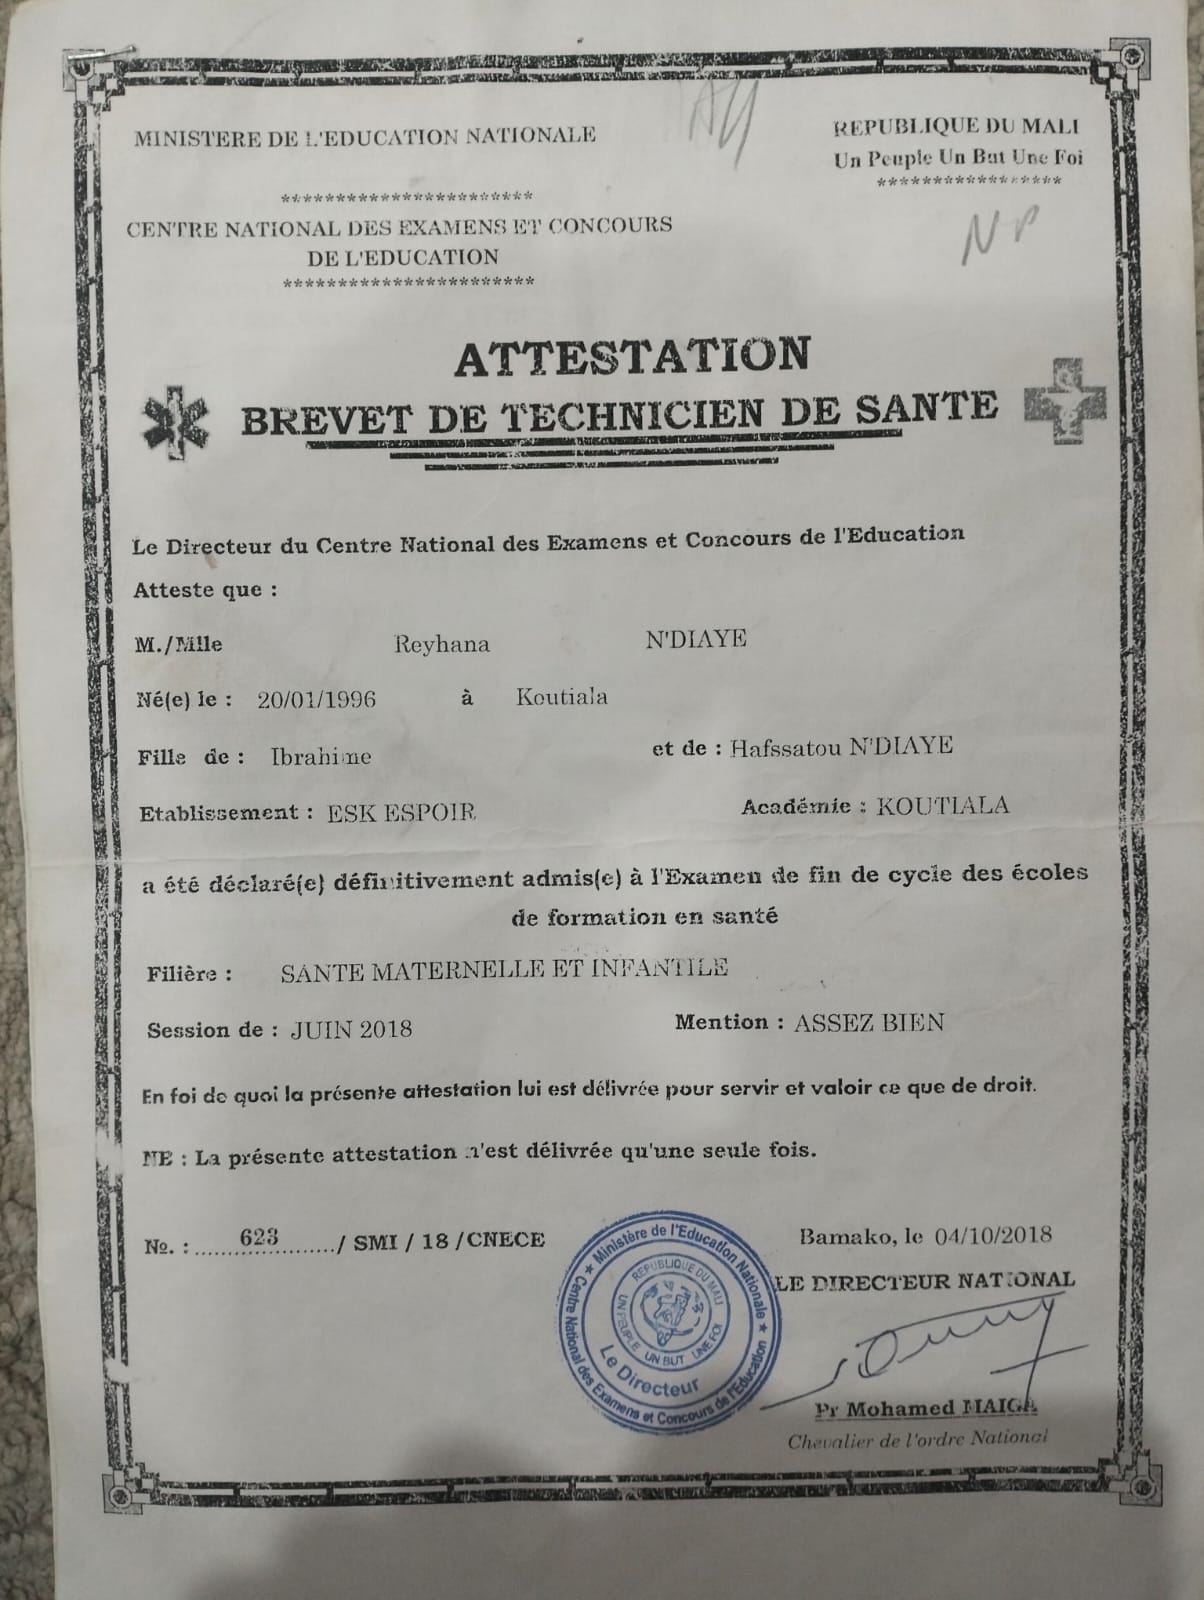 MINISTERE DE L'EDUCATION NATIONALE
REPUBLIQUE DU MALI
Un Peuple Un But Une Foi
**********************
*****************
CENTRE NATIONAL DES EXAMENS ET CONCOURS
DE L'EDUCATION
**********************
ATTESTATION
BREVET DE TECHNICIEN DE SANTE
Le Directeur du Centre National des Examens et Concours de l'Education
Atteste que :
M./Mlle Reyhana N'DIAYE
Né(e) le : 20/01/1996 à Koutiala
Fille de : Ibrahime et de : Hafssatou N'DIAYE
Etablissement : ESK ESPOIR Académie : KOUTIALA
a été déclaré(e) définitivement admis(e) à l'Examen de fin de cycle des écoles
de formation en santé
Filière : SANTE MATERNELLE ET INFANTILE
Session de : JUIN 2018 Mention : ASSEZ BIEN
En foi de quoi la présente attestation lui est délivrée pour servir et valoir ce que de droit.
NB : La présente attestation n'est délivrée qu'une seule fois.
No. : 623 / SMI / 18 /CNECE
Bamako, le 04/10/2018
LE DIRECTEUR NATIONAL
Ministère de l'Education Nationale
Centre National des Examens et Concours de l'Education
REPUBLIQUE DU MALI
UN PEUPLE UN BUT UNE FOI
Le Directeur
Pr Mohamed MAIGA
Chevalier de l'ordre National